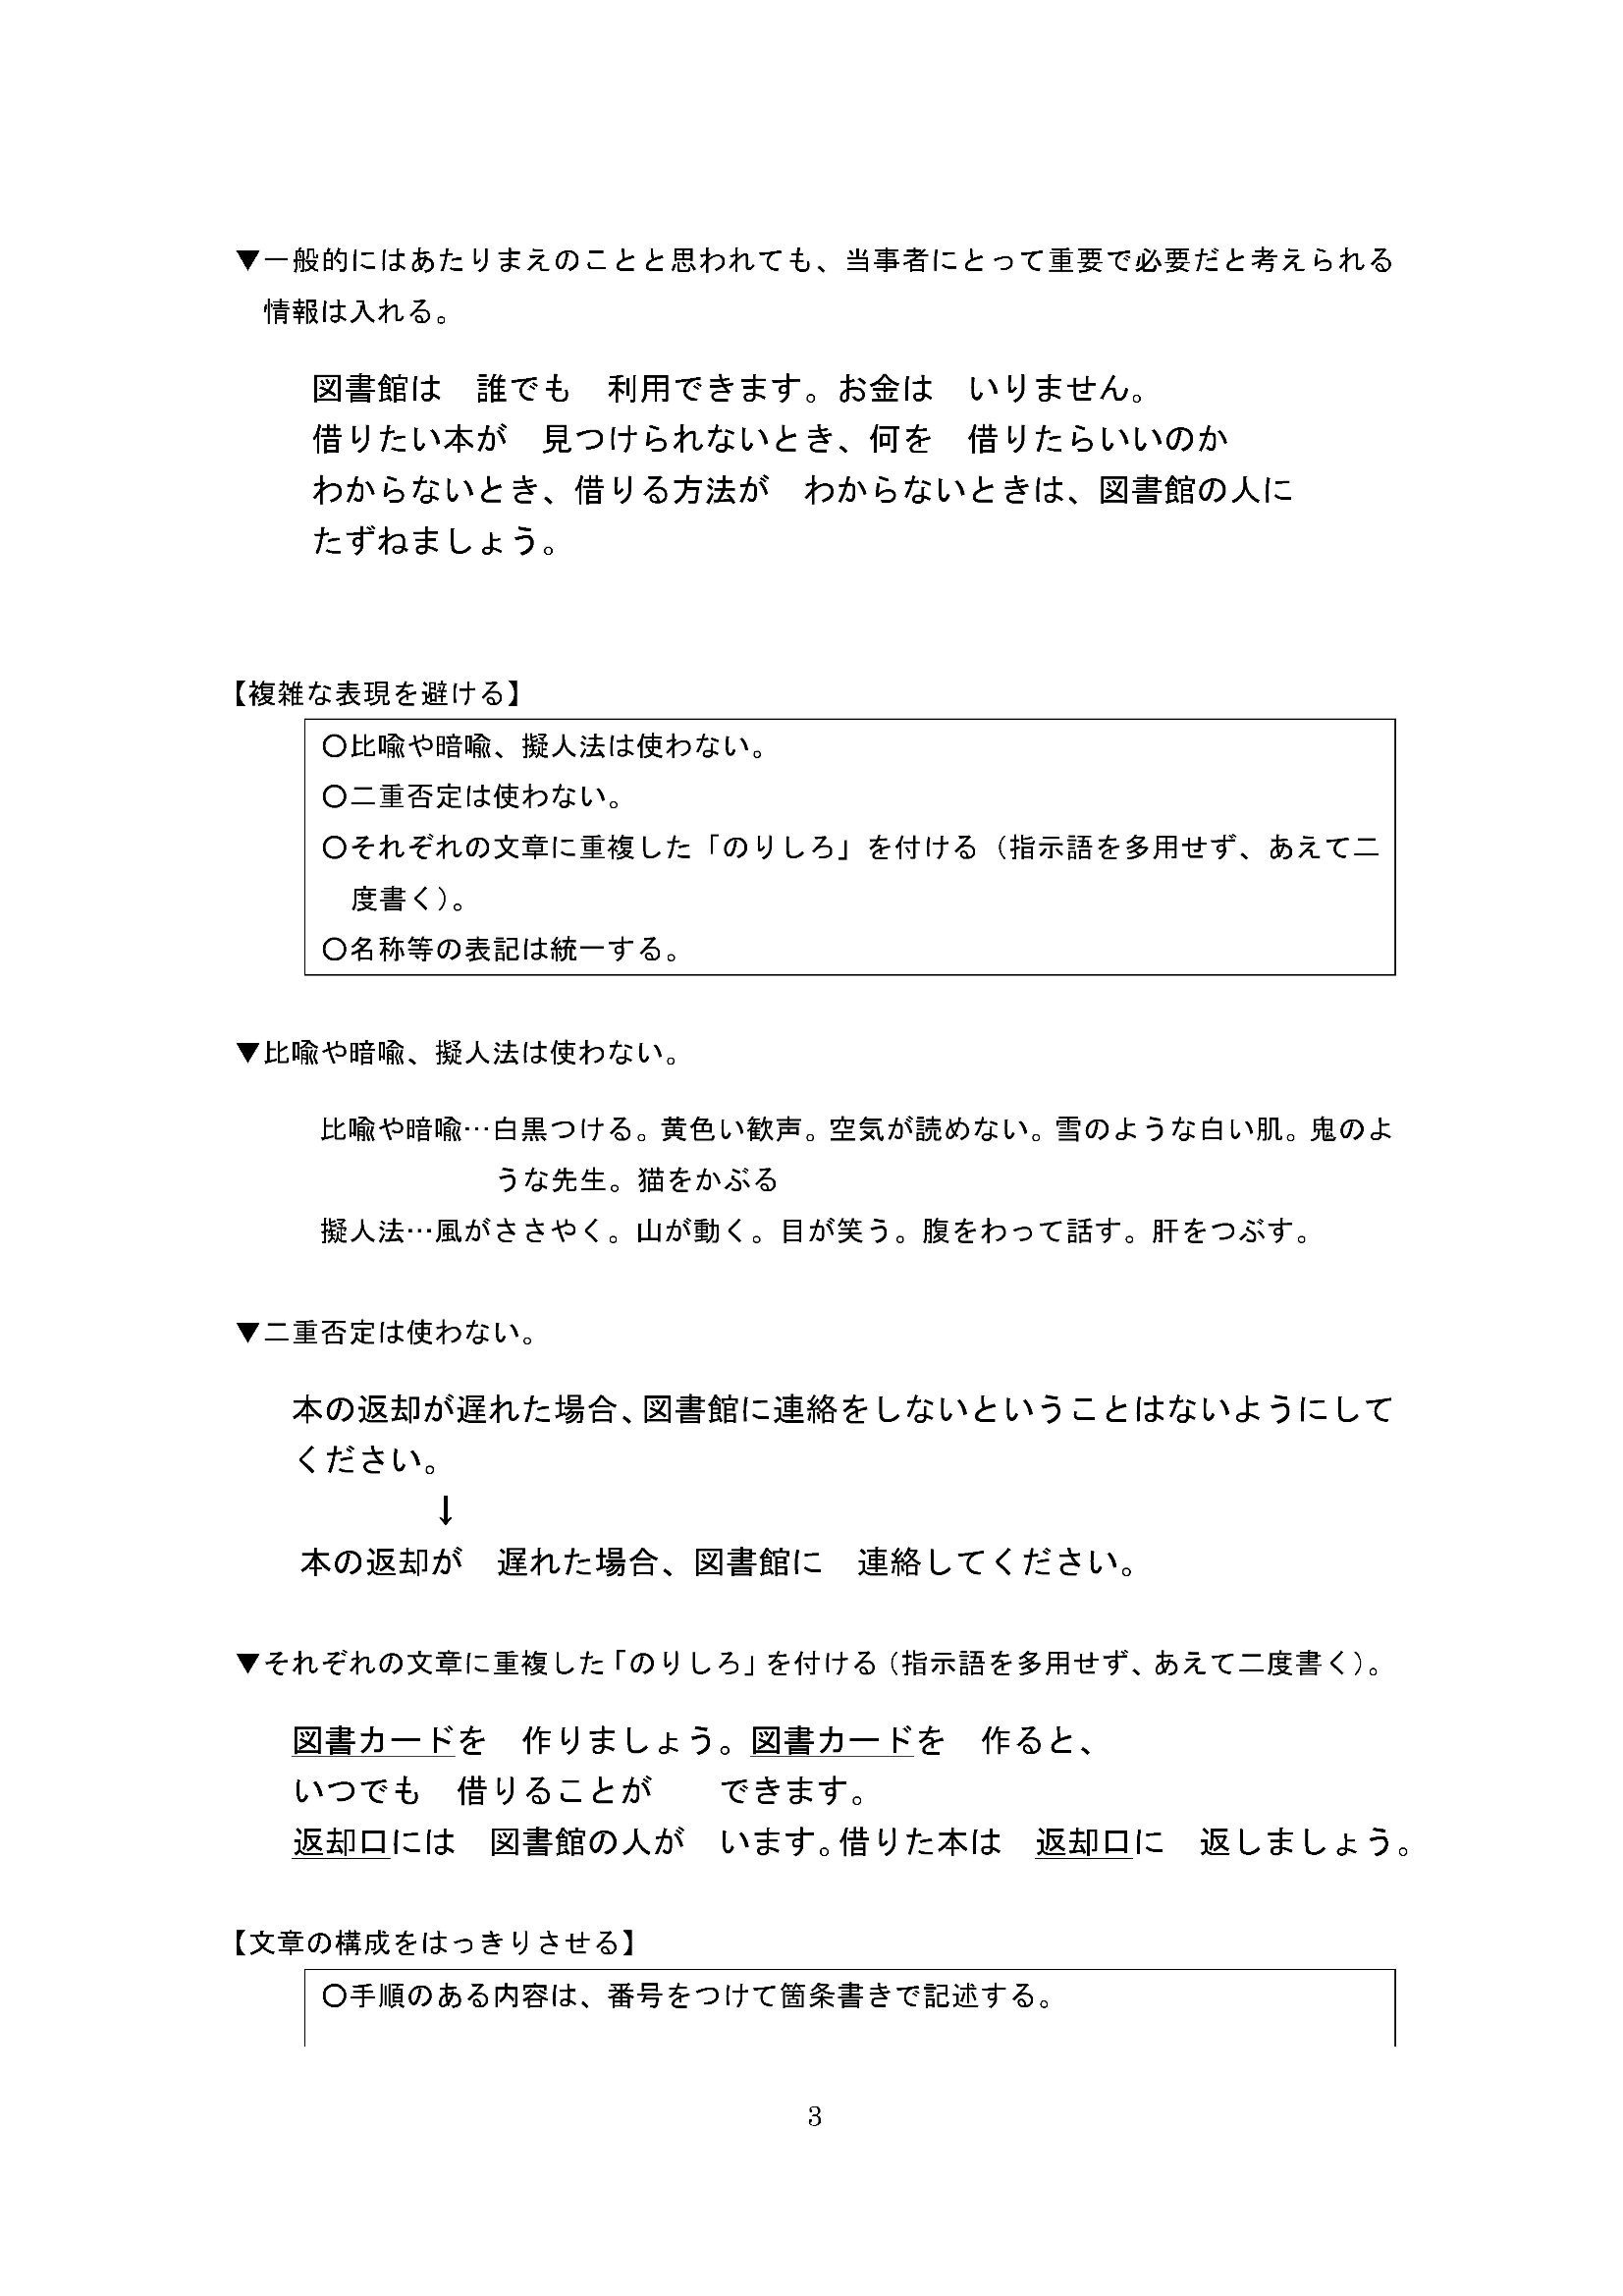 ▼一般的にはあたりまえのことと思われても、当事者にとって重要で必要だと考えられる
情報は入れる。
図書館は　誰でも　利用できます。お金は　いりません。
借りたい本が　見つけられないとき、何を　借りたらいいのか
わからないとき、借りる方法が　わからないときは、図書館の人に
たずねましょう。
【複雑な表現を避ける】
〇比喩や暗喩、擬人法は使わない。
〇二重否定は使わない。
〇それぞれの文章に重複した「のりしろ」を付ける（指示語を多用せず、あえて二
度書く）。
〇名称等の表記は統一する。
▼比喩や暗喩、擬人法は使わない。
比喩や暗喩…白黒つける。黄色い歓声。空気が読めない。雪のような白い肌。鬼のよ
うな先生。猫をかぶる
擬人法…風がささやく。山が動く。目が笑う。腹をわって話す。肝をつぶす。
▼二重否定は使わない。
本の返却が遅れた場合、図書館に連絡をしないということはないようにして
ください。
↓
本の返却が　遅れた場合、図書館に　連絡してください。
▼それぞれの文章に重複した「のりしろ」を付ける（指示語を多用せず、あえて二度書く）。
図書カードを　作りましょう。図書カードを　作ると、
いつでも　借りることが　　できます。
返却口には　図書館の人が　います。借りた本は　返却口に　返しましょう。
【文章の構成をはっきりさせる】
〇手順のある内容は、番号をつけて箇条書きで記述する。
3